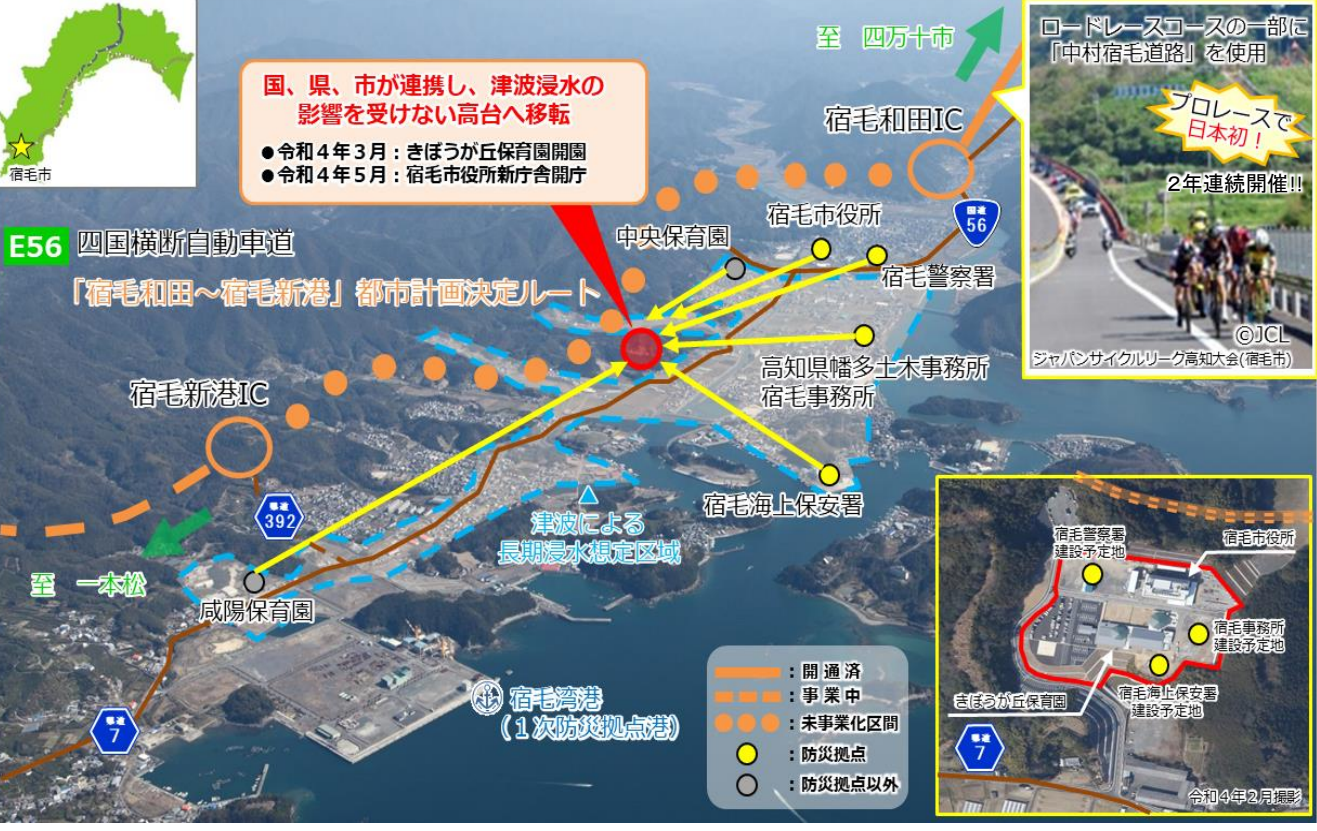 宿毛市
国、県、市が連携し、津波浸水の
影響を受けない高台へ移転
●令和4年3月：きぼうが丘保育園開園
●令和4年5月：宿毛市役所新庁舎開庁
至 四万十市
宿毛和田IC
国道
56
ロードレースコースの一部に
「中村宿毛道路」を使用
プロレースで
日本初！
2年連続開催!!
©JCL
ジャパンサイクルリーグ高知大会(宿毛市)
E56 四国横断自動車道
「宿毛和田～宿毛新港」都市計画決定ルート
中央保育園
宿毛市役所
宿毛警察署
高知県幡多土木事務所
宿毛事務所
宿毛海上保安署
宿毛新港IC
県道
392
津波による
長期浸水想定区域
至 一本松
咸陽保育園
県道
7
宿毛湾港
(１次防災拠点港)
：開通済
：事業中
：未事業化区間
：防災拠点
：防災拠点以外
宿毛警察署
建設予定地
宿毛市役所
宿毛事務所
建設予定地
宿毛海上保安署
建設予定地
きぼうが丘保育園
県道
7
令和4年2月撮影